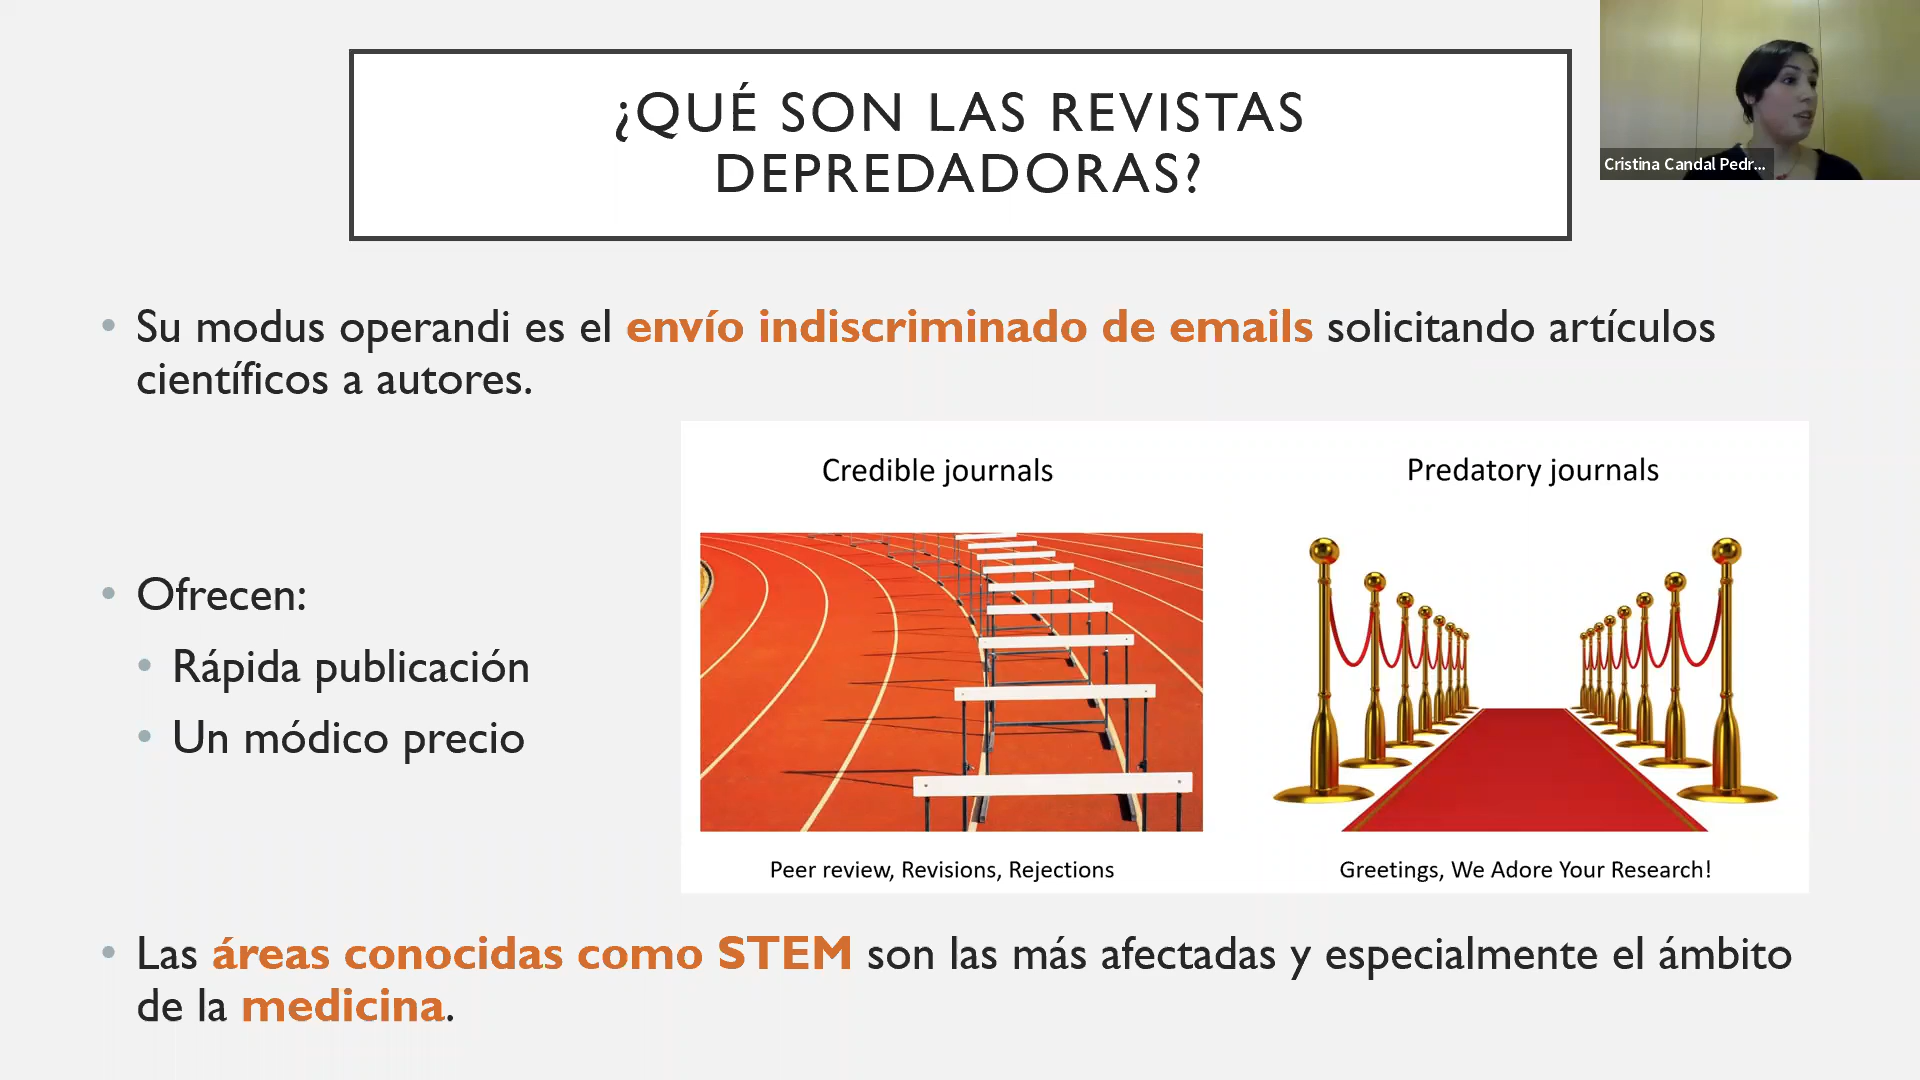 ¿QUÉ SON LAS REVISTAS
DEPREDADORAS?
Cristina Candal Pedr...
• Su modus operandi es el envío indiscriminado de emails solicitando artículos
científicos a autores.
Credible journals
Predatory journals
• Ofrecen:
• Rápida publicación
• Un módico precio
Peer review, Revisions, Rejections
Greetings, We Adore Your Research!
• Las áreas conocidas como STEM son las más afectadas y especialmente el ámbito
de la medicina.